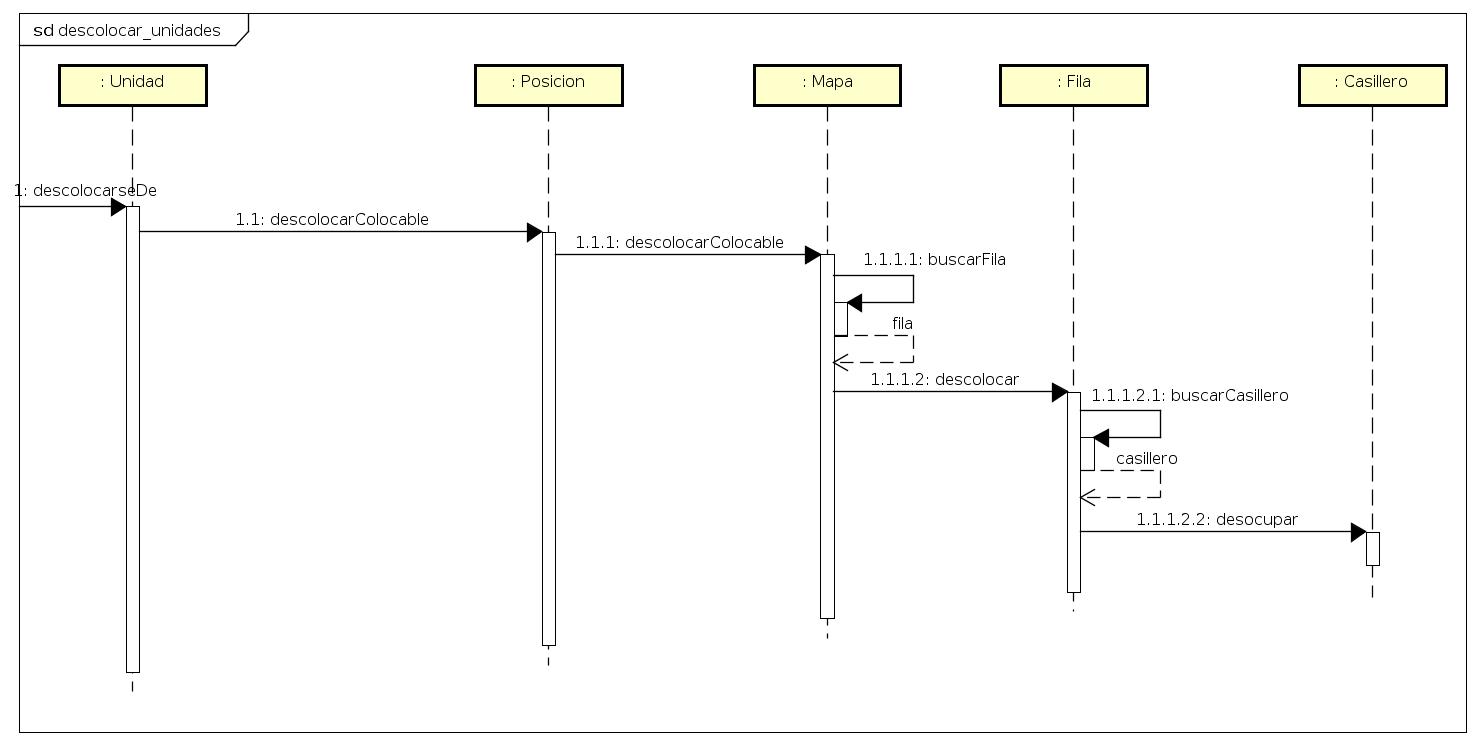 sd descolocar_unidades
: Unidad
: Posicion
: Mapa
: Fila
: Casillero
1: descolocarseDe
1.1: descolocarColocable
1.1.1: descolocarColocable
1.1.1.1: buscarFila
fila
1.1.1.2: descolocar
1.1.1.2.1: buscarCasillero
casillero
1.1.1.2.2: desocupar